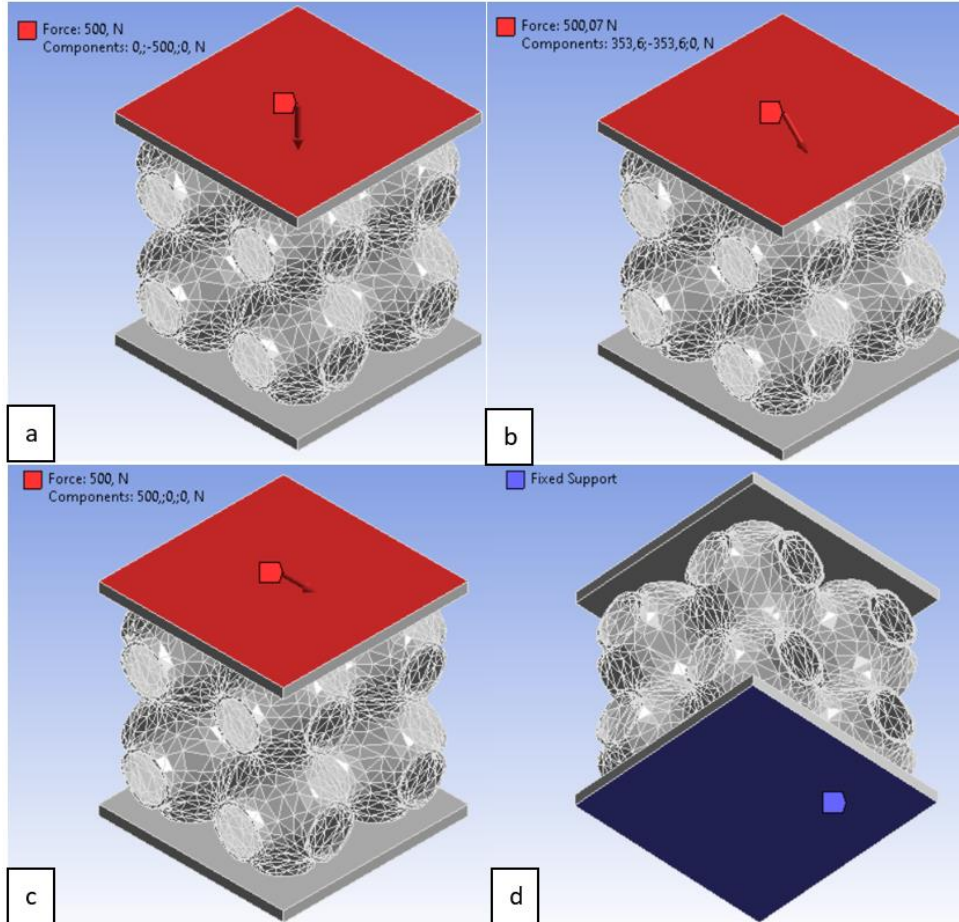 Force: 500, N
Components: 0,;-500,;0, N
a
Force: 500,07 N
Components: 353,6;-353,6;0, N
b
Force: 500, N
Components: 500,;0,;0, N
c
Fixed Support
d